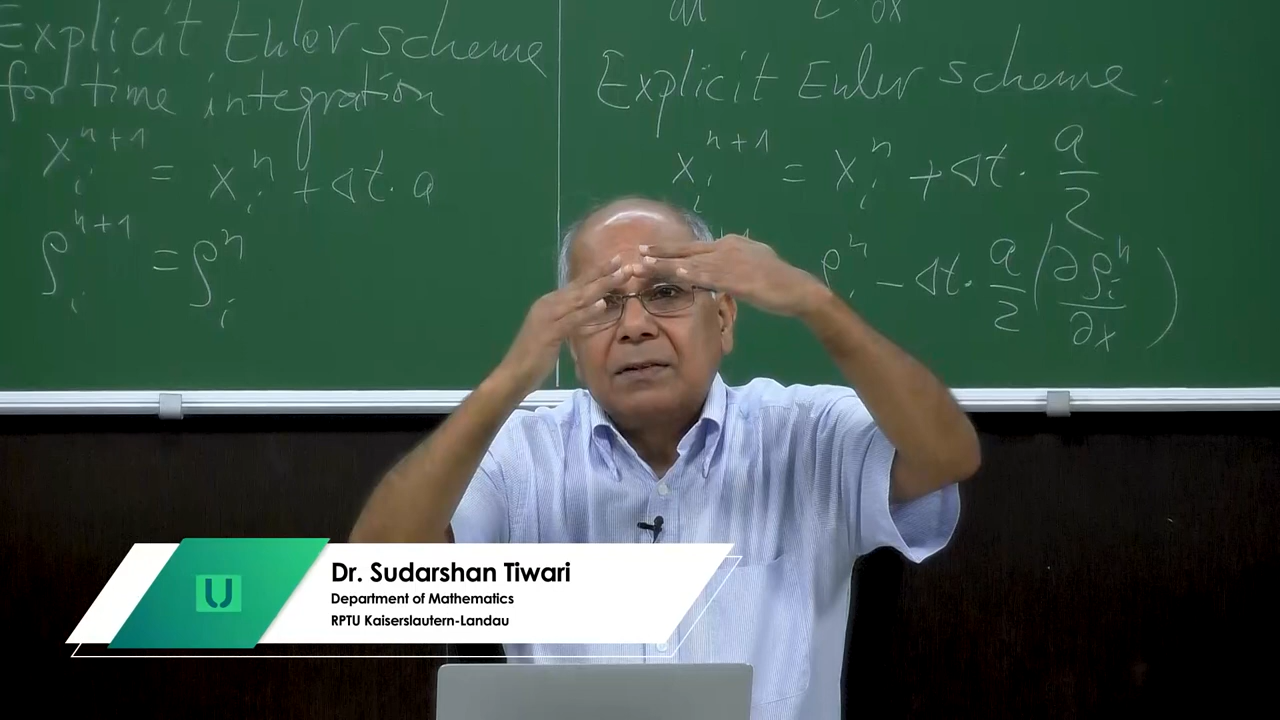 Explicit Euler scheme
for time integration
x_i^{n+1} = x_i^n + Δt · a
ρ_i^{n+1} = ρ_i^n
∂x
Explicit Euler scheme :
x_i^{n+1} = x_i^n + Δt · a/2
+1 ρ_i^n − Δt · a/2 (∂ρ_i^n/∂x)
U
Dr. Sudarshan Tiwari
Department of Mathematics
RPTU Kaiserslautern-Landau